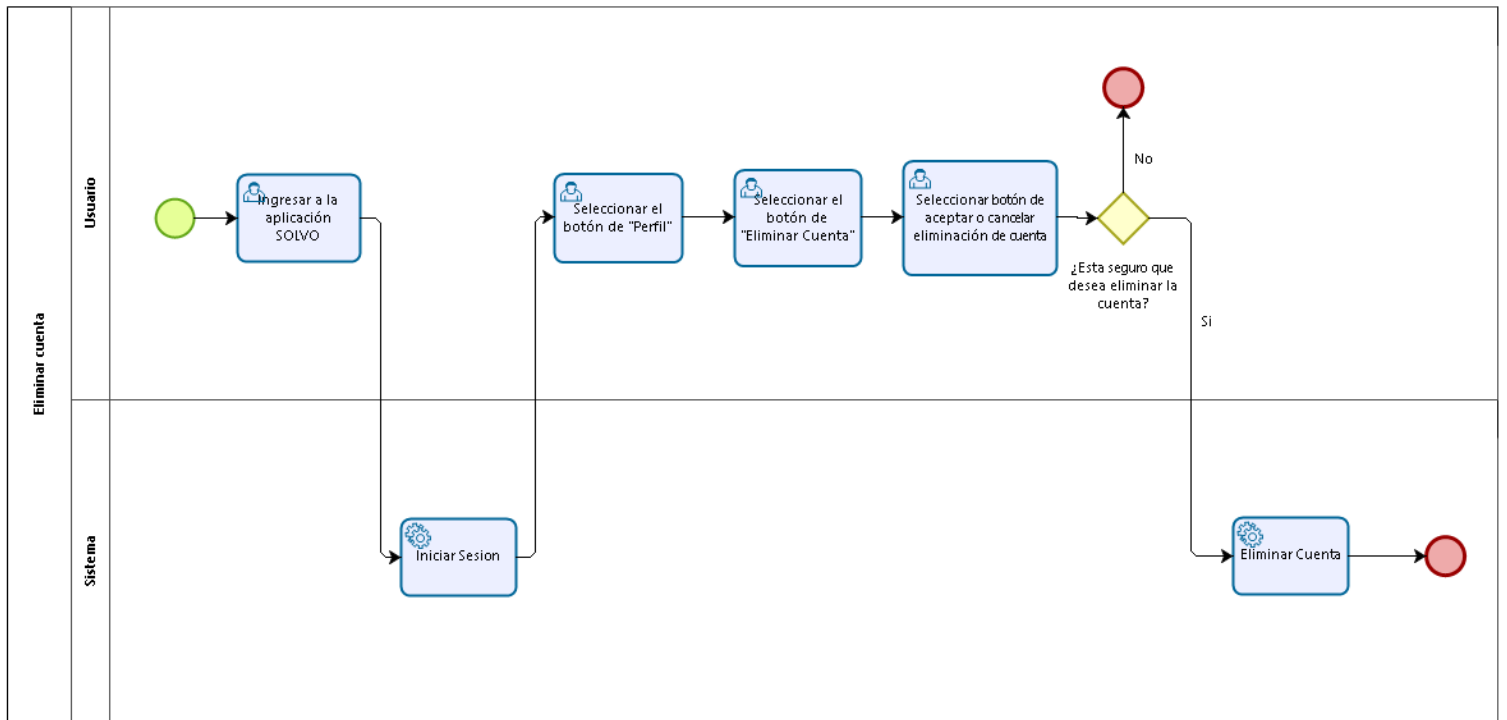 Eliminar cuenta
Usuario
Ingresar a la
aplicación
SOLVO
Seleccionar el
botón de "Perfil"
Seleccionar el
botón de
"Eliminar Cuenta"
Seleccionar botón de
aceptar o cancelar
eliminación de cuenta
No
¿Esta seguro que
desea eliminar la
cuenta?
Si
Sistema
Iniciar Sesion
Eliminar Cuenta